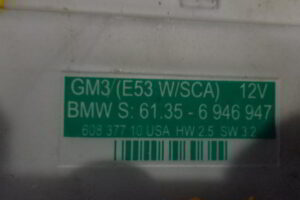 GM3 (E53 W/SCA) 12V
BMW S: 61.35 - 6 946 947
608 377 10 USA HW 2.5 SW 3.2